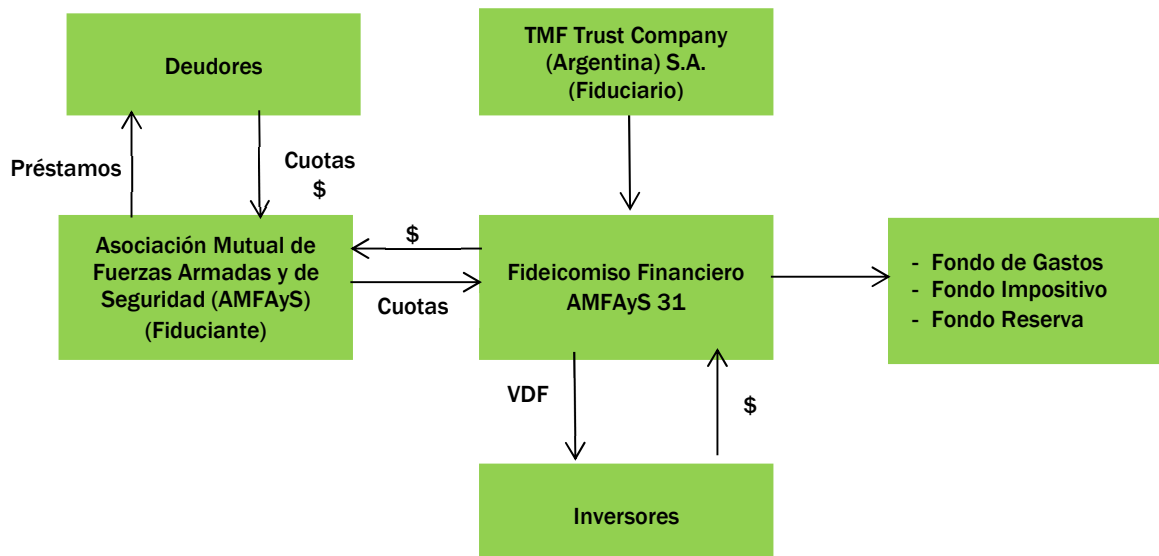 Deudores
TMF Trust Company
(Argentina) S.A.
(Fiduciario)
Préstamos
Cuotas
$
Asociación Mutual de
Fuerzas Armadas y de
Seguridad (AMFAyS)
(Fiduciante)
$
Cuotas
Fideicomiso Financiero
AMFAyS 31
- Fondo de Gastos
- Fondo Impositivo
- Fondo Reserva
VDF
$
Inversores